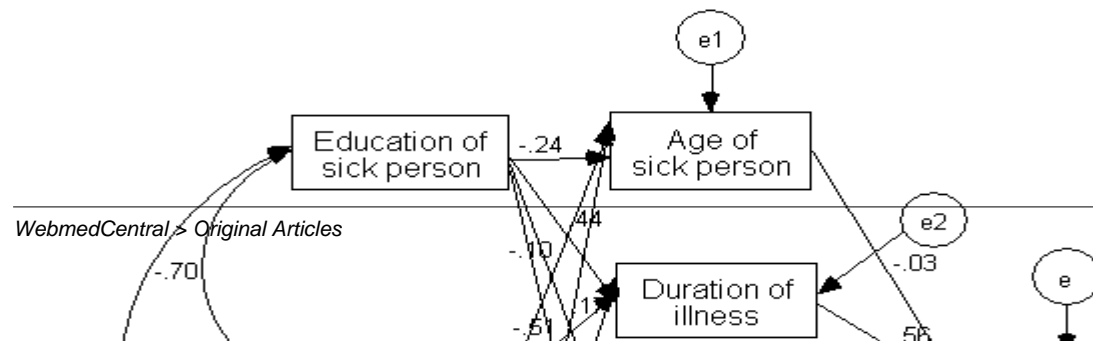 e1
Education of
sick person
-.24
Age of
sick person
.44
WebmedCentral > Original Articles
e2
-.10
-.03
-.70
e
Duration of
illness
-.51
.56